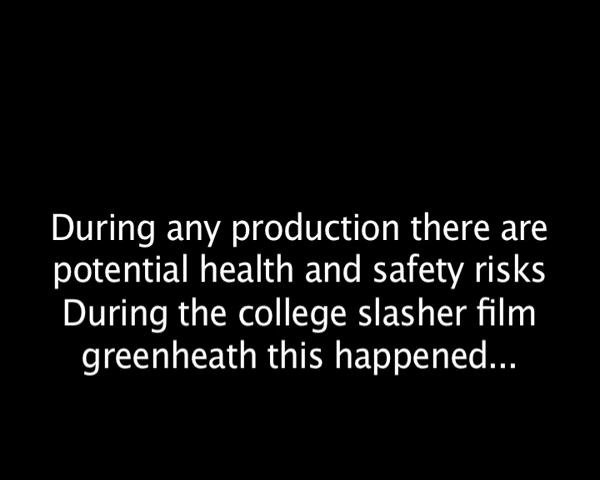 During any production there are
potential health and safety risks
During the college slasher film
greenheath this happened...